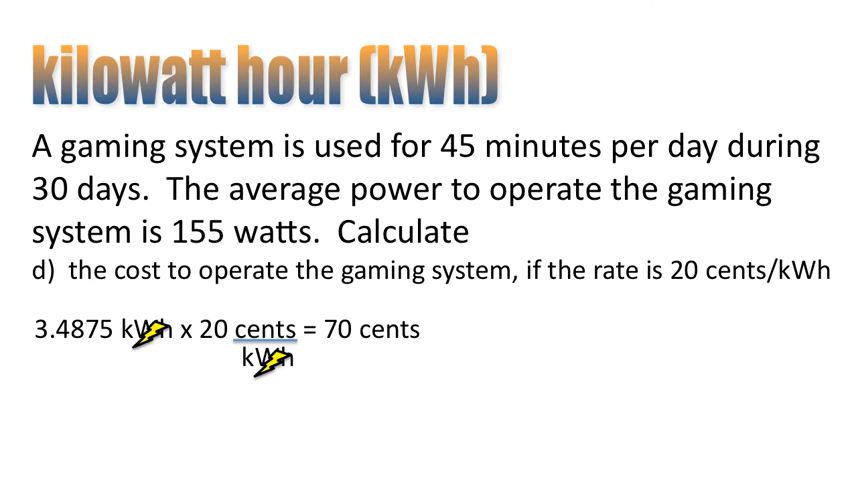 kilowatt hour (kWh)
A gaming system is used for 45 minutes per day during
30 days.  The average power to operate the gaming
system is 155 watts.  Calculate
d)  the cost to operate the gaming system, if the rate is 20 cents/kWh
3.4875 kWh x 20 cents = 70 cents
kWh